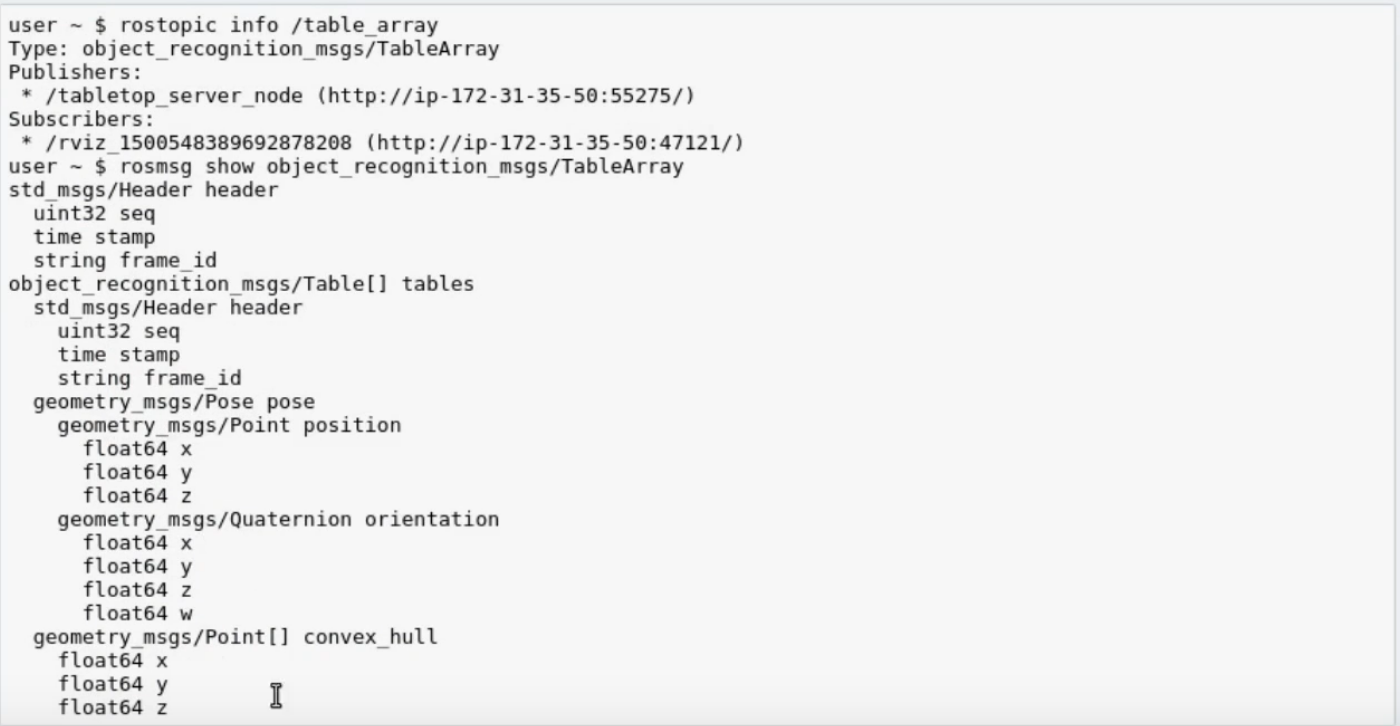 user ~ $ rostopic info /table_array
Type: object_recognition_msgs/TableArray
Publishers:
 * /tabletop_server_node (http://ip-172-31-35-50:55275/)
Subscribers:
 * /rviz_1500548389692878208 (http://ip-172-31-35-50:47121/)
user ~ $ rosmsg show object_recognition_msgs/TableArray
std_msgs/Header header
  uint32 seq
  time stamp
  string frame_id
object_recognition_msgs/Table[] tables
  std_msgs/Header header
    uint32 seq
    time stamp
    string frame_id
  geometry_msgs/Pose pose
    geometry_msgs/Point position
      float64 x
      float64 y
      float64 z
    geometry_msgs/Quaternion orientation
      float64 x
      float64 y
      float64 z
      float64 w
  geometry_msgs/Point[] convex_hull
    float64 x
    float64 y
    float64 z